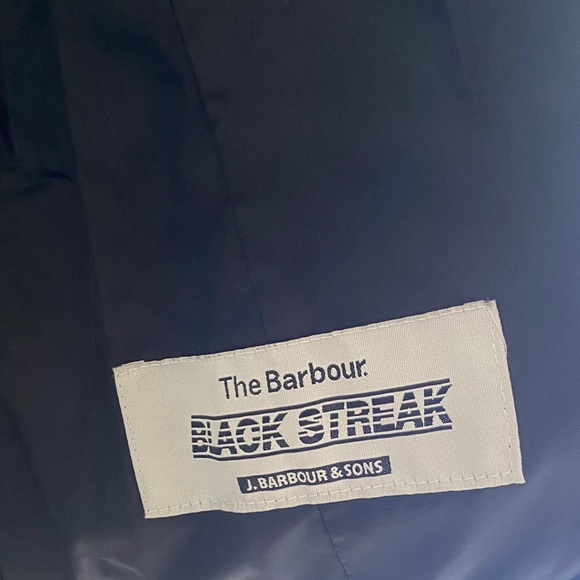 The Barbour.
BLACK STREAK
J. BARBOUR & SONS